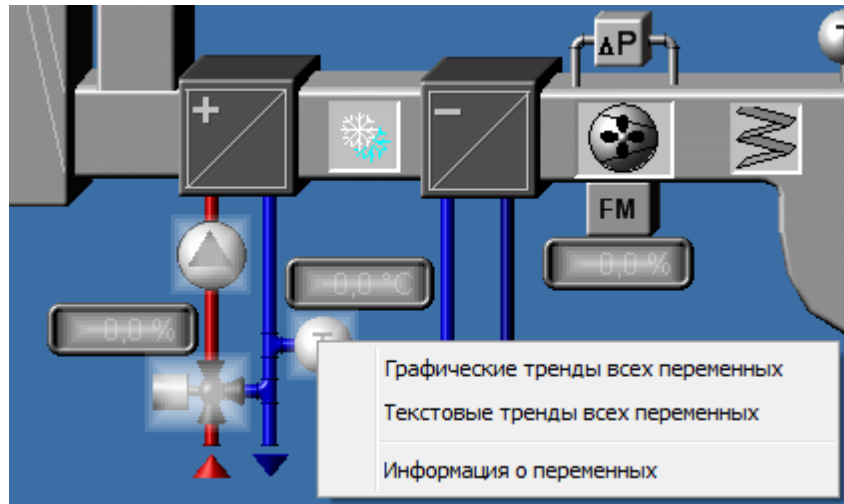 ΔP
T
+
−
FM
−0,0 %
−0,0 °C
−0,0 %
T
Графические тренды всех переменных
Текстовые тренды всех переменных
Информация о переменных